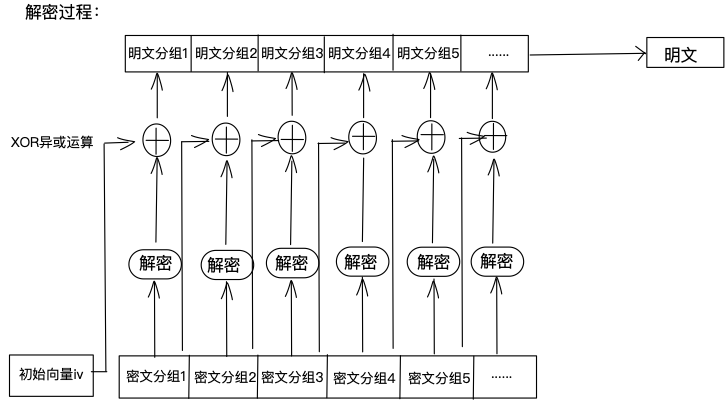 解密过程：
明文分组1 明文分组2 明文分组3 明文分组4 明文分组5 ...... 明文
XOR异或运算
解密 解密 解密 解密 解密 解密
初始向量iv 密文分组1 密文分组2 密文分组3 密文分组4 密文分组5 ......